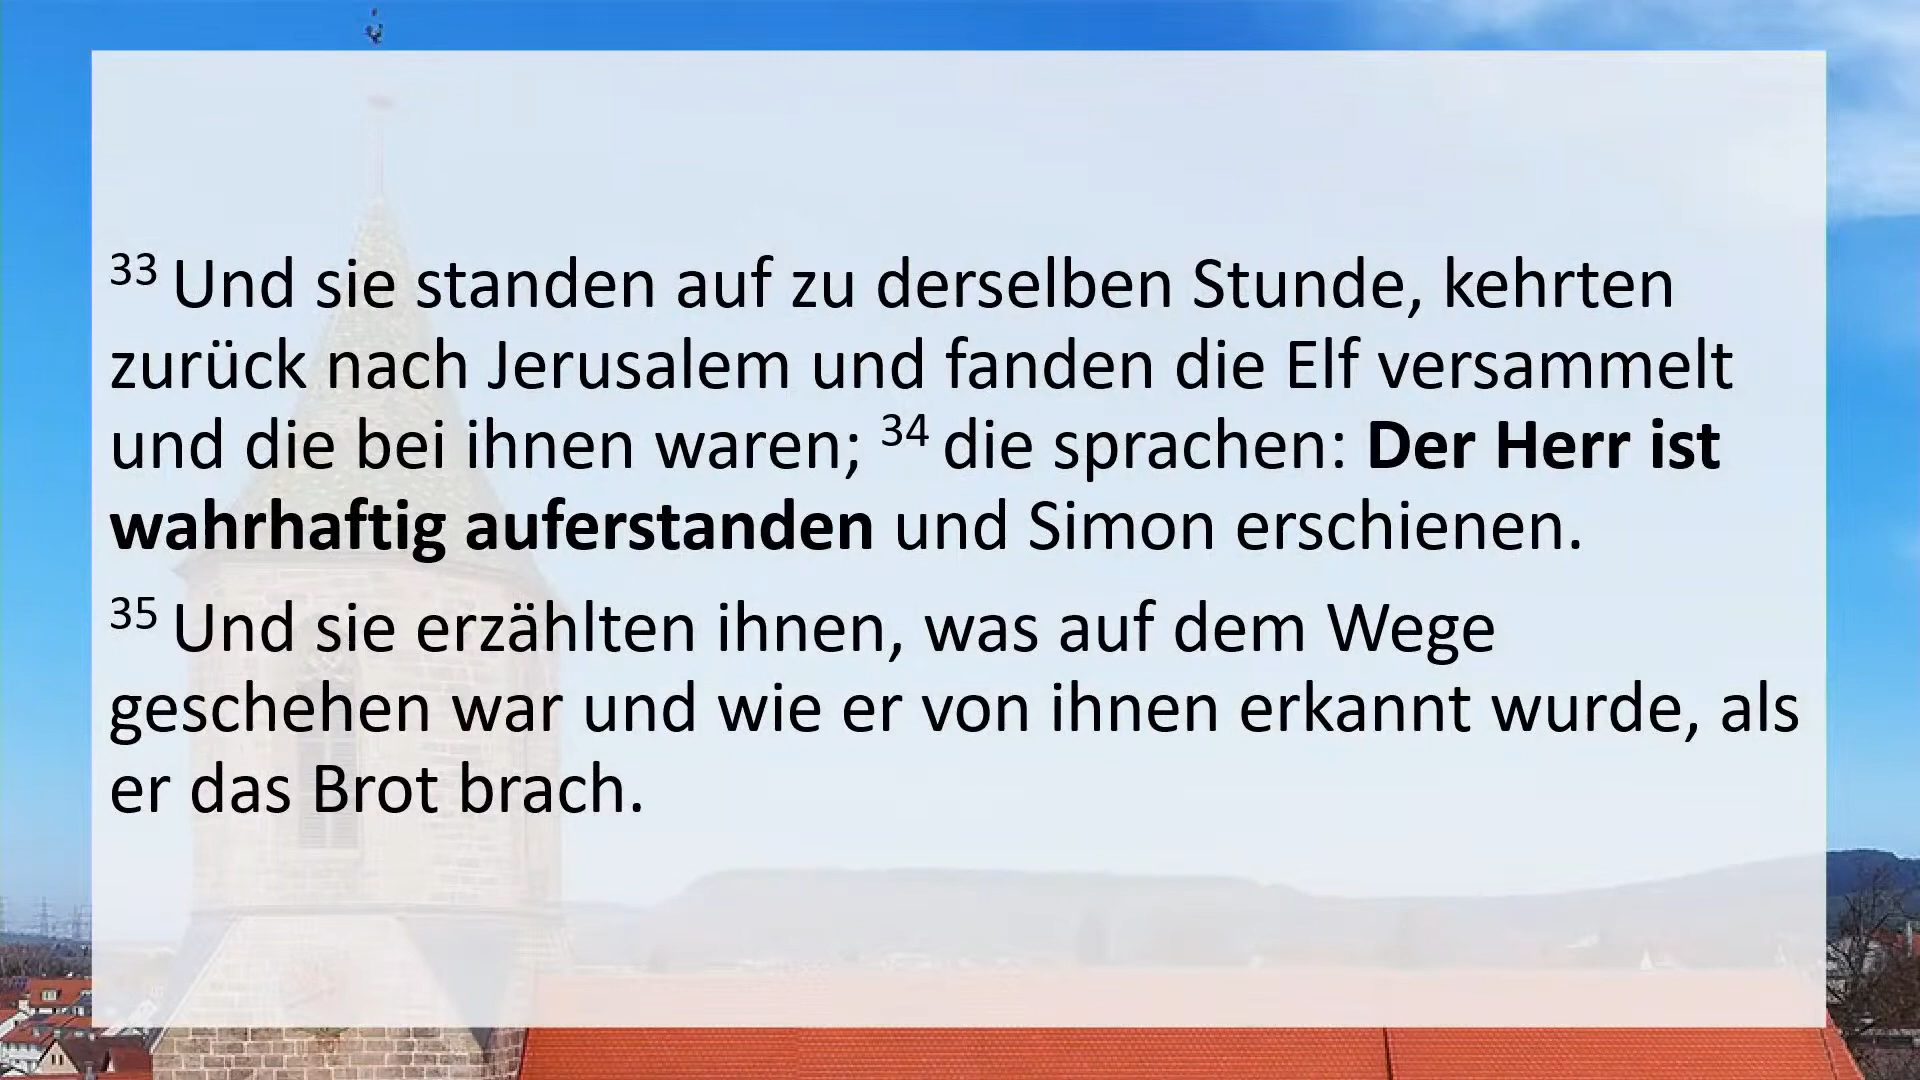 33 Und sie standen auf zu derselben Stunde, kehrten
zurück nach Jerusalem und fanden die Elf versammelt
und die bei ihnen waren; 34 die sprachen: Der Herr ist
wahrhaftig auferstanden und Simon erschienen.
35 Und sie erzählten ihnen, was auf dem Wege
geschehen war und wie er von ihnen erkannt wurde, als
er das Brot brach.